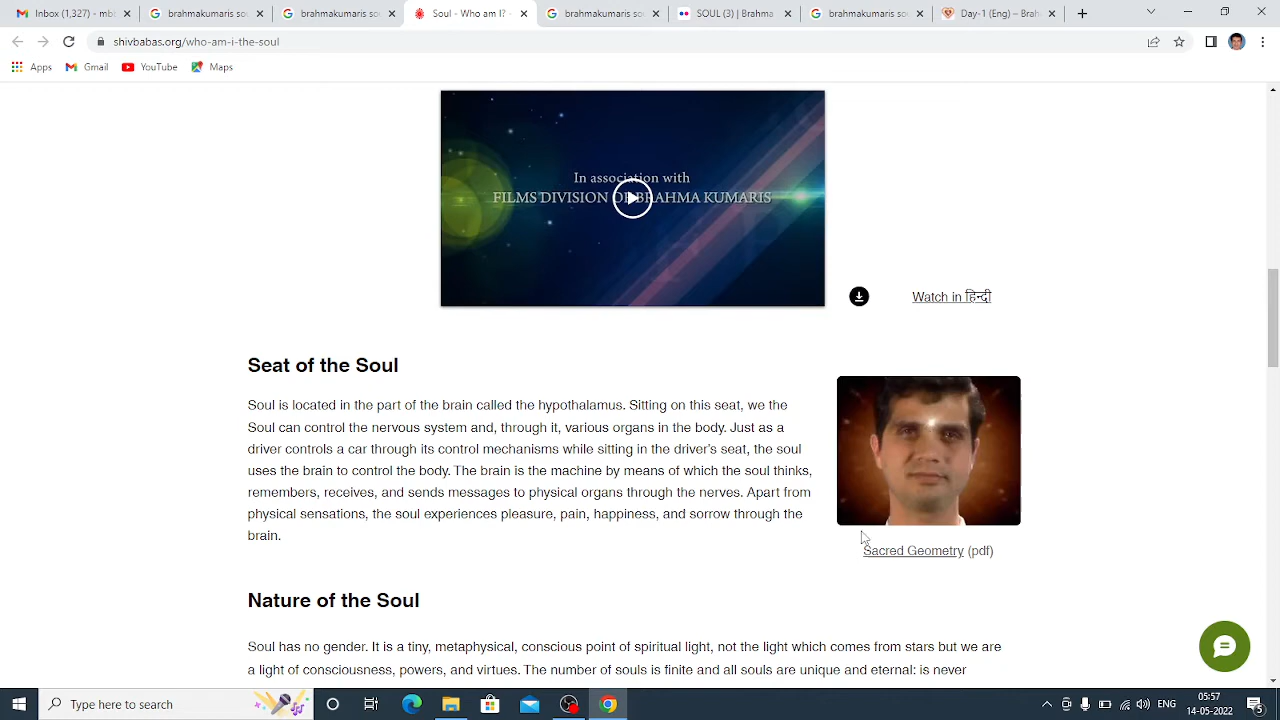 Inbox (1,327) - mbl
brahmakumaris so
brahmakumaris sou
Soul - Who am I? -
brahmakumaris sou
SOUL (3) | Brahma
brahmakumaris sou
Day-1 (Eng) – Brah
shivbabas.org/who-am-i-the-soul
Apps Gmail YouTube Maps
In association with
FILMS DIVISION OF BRAHMA KUMARIS
Watch in हिन्दी
Seat of the Soul
Soul is located in the part of the brain called the hypothalamus. Sitting on this seat, we the
Soul can control the nervous system and, through it, various organs in the body. Just as a
driver controls a car through its control mechanisms while sitting in the driver's seat, the soul
uses the brain to control the body. The brain is the machine by means of which the soul thinks,
remembers, receives, and sends messages to physical organs through the nerves. Apart from
physical sensations, the soul experiences pleasure, pain, happiness, and sorrow through the
brain.
Sacred Geometry (pdf)
Nature of the Soul
Soul has no gender. It is a tiny, metaphysical, conscious point of spiritual light, not the light which comes from stars but we are
a light of consciousness, powers, and virtues. The number of souls is finite and all souls are unique and eternal: is never
Type here to search
ENG
05:57
14-05-2022